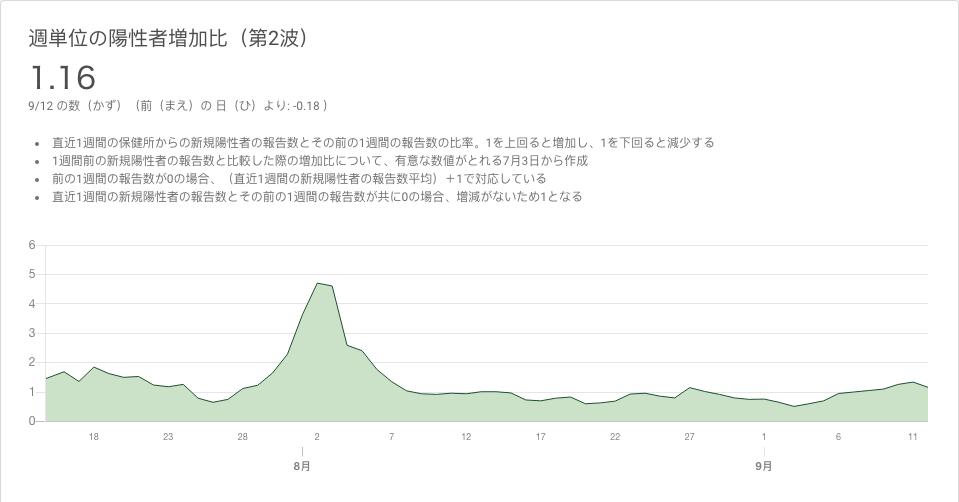 週単位の陽性者増加比（第2波）
1.16
9/12 の数（かず）（前（まえ）の 日（ひ）より: -0.18 ）
• 直近1週間の保健所からの新規陽性者の報告数とその前の1週間の報告数の比率。1を上回ると増加し、1を下回ると減少する
• 1週間前の新規陽性者の報告数と比較した際の増加比について、有意な数値がとれる7月3日から作成
• 前の1週間の報告数が0の場合、（直近1週間の新規陽性者の報告数平均）＋1で対応している
• 直近1週間の新規陽性者の報告数とその前の1週間の報告数が共に0の場合、増減がないため1となる
6
5
4
3
2
1
0
18 23 28 2 7 12 17 22 27 1 6 11
8月 9月